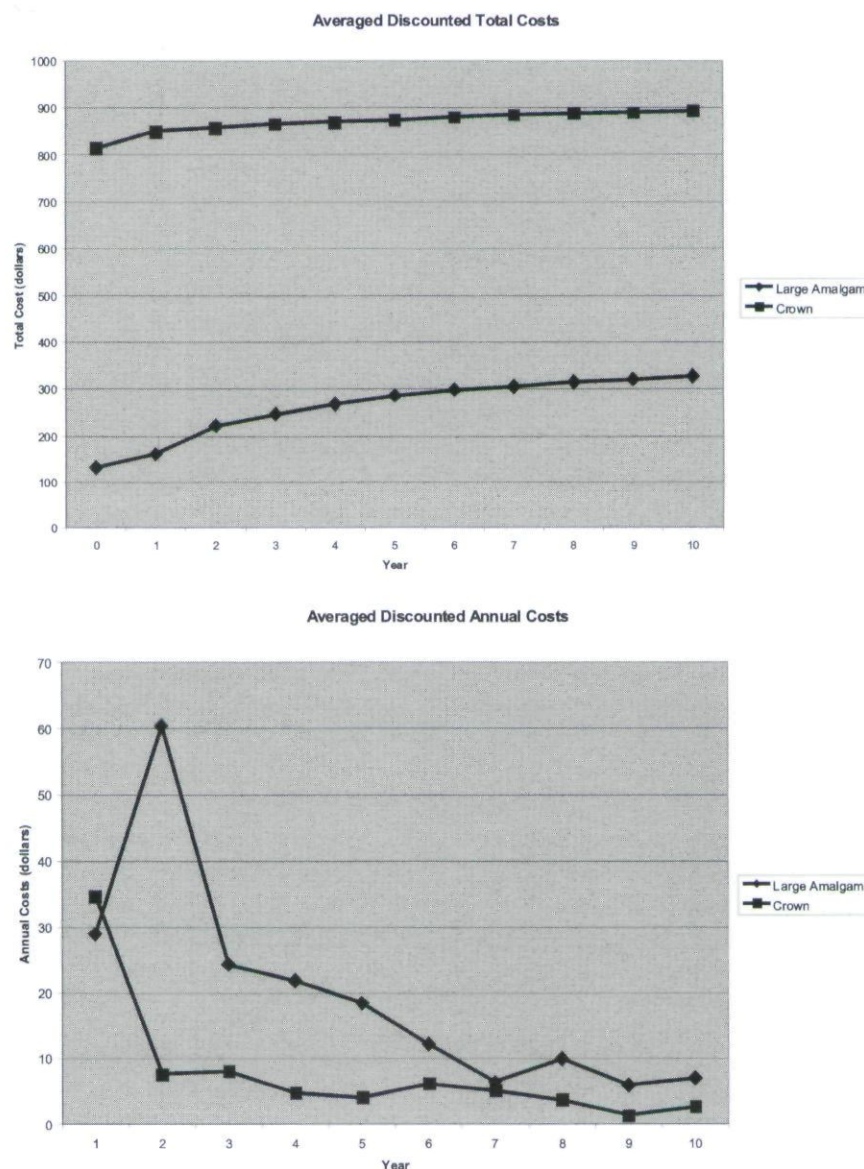 Averaged Discounted Total Costs
1000
900
800
700
600
500
400
300
200
100
0
Total Cost (dollars)
0 1 2 3 4 5 6 7 8 9 10
Year
Large Amalgam
Crown
Averaged Discounted Annual Costs
70
60
50
40
30
20
10
0
Annual Costs (dollars)
1 2 3 4 5 6 7 8 9 10
Year
Large Amalgam
Crown